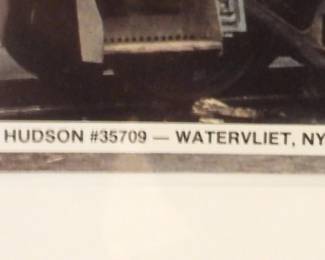 HUDSON #35709 — WATERVLIET, NY